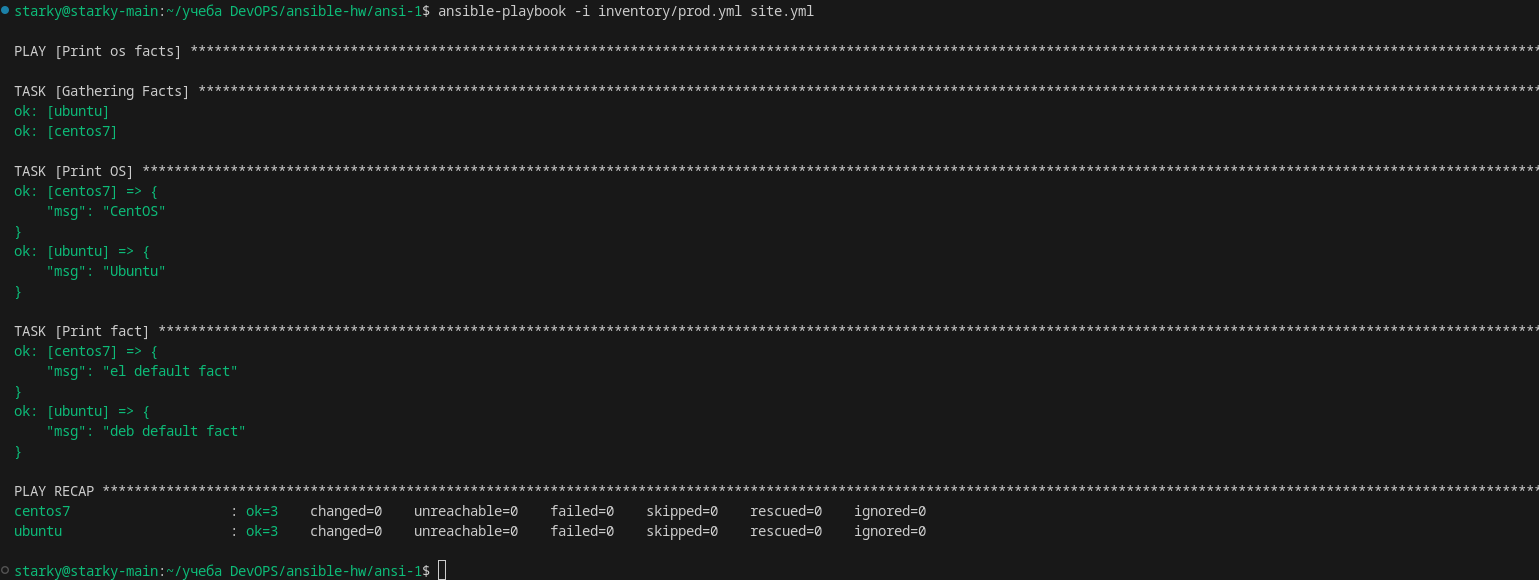 starky@starky-main:~/учеба DevOPS/ansible-hw/ansi-1$ ansible-playbook -i inventory/prod.yml site.yml
PLAY [Print os facts] ****************************************************************************************************************************************************************************
TASK [Gathering Facts] ***************************************************************************************************************************************************************************
ok: [ubuntu]
ok: [centos7]
TASK [Print OS] **********************************************************************************************************************************************************************************
ok: [centos7] => {
    "msg": "CentOS"
}
ok: [ubuntu] => {
    "msg": "Ubuntu"
}
TASK [Print fact] ********************************************************************************************************************************************************************************
ok: [centos7] => {
    "msg": "el default fact"
}
ok: [ubuntu] => {
    "msg": "deb default fact"
}
PLAY RECAP ***************************************************************************************************************************************************************************************
centos7                    : ok=3    changed=0    unreachable=0    failed=0    skipped=0    rescued=0    ignored=0
ubuntu                     : ok=3    changed=0    unreachable=0    failed=0    skipped=0    rescued=0    ignored=0
starky@starky-main:~/учеба DevOPS/ansible-hw/ansi-1$